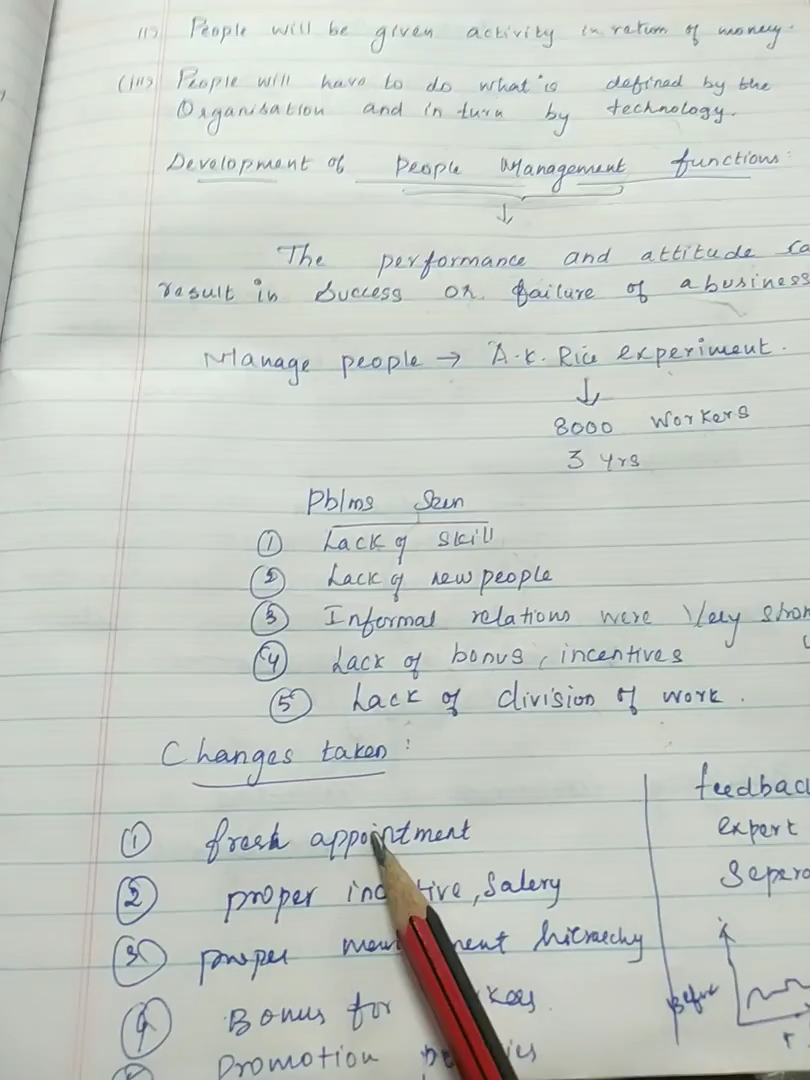 (ii) People will be given activity in return of money.
(iii) People will have to do what is defined by the
Organisation and in turn by technology.
Development of People Management functions:
The performance and attitude ca
result in success or failure of a business
Manage people → A.K. Rice experiment.
8000 workers
3 yrs
Pblms Seen
① Lack of skill
② Lack of new people
③ Informal relations were very stron
④ Lack of bonus, incentives
⑤ Lack of division of work.
Changes taken:
① fresh appointment
② proper incentive, salery
③ proper hieraechy
④ Bonus for
Promotion
feedbac
expert
Sepera
Before